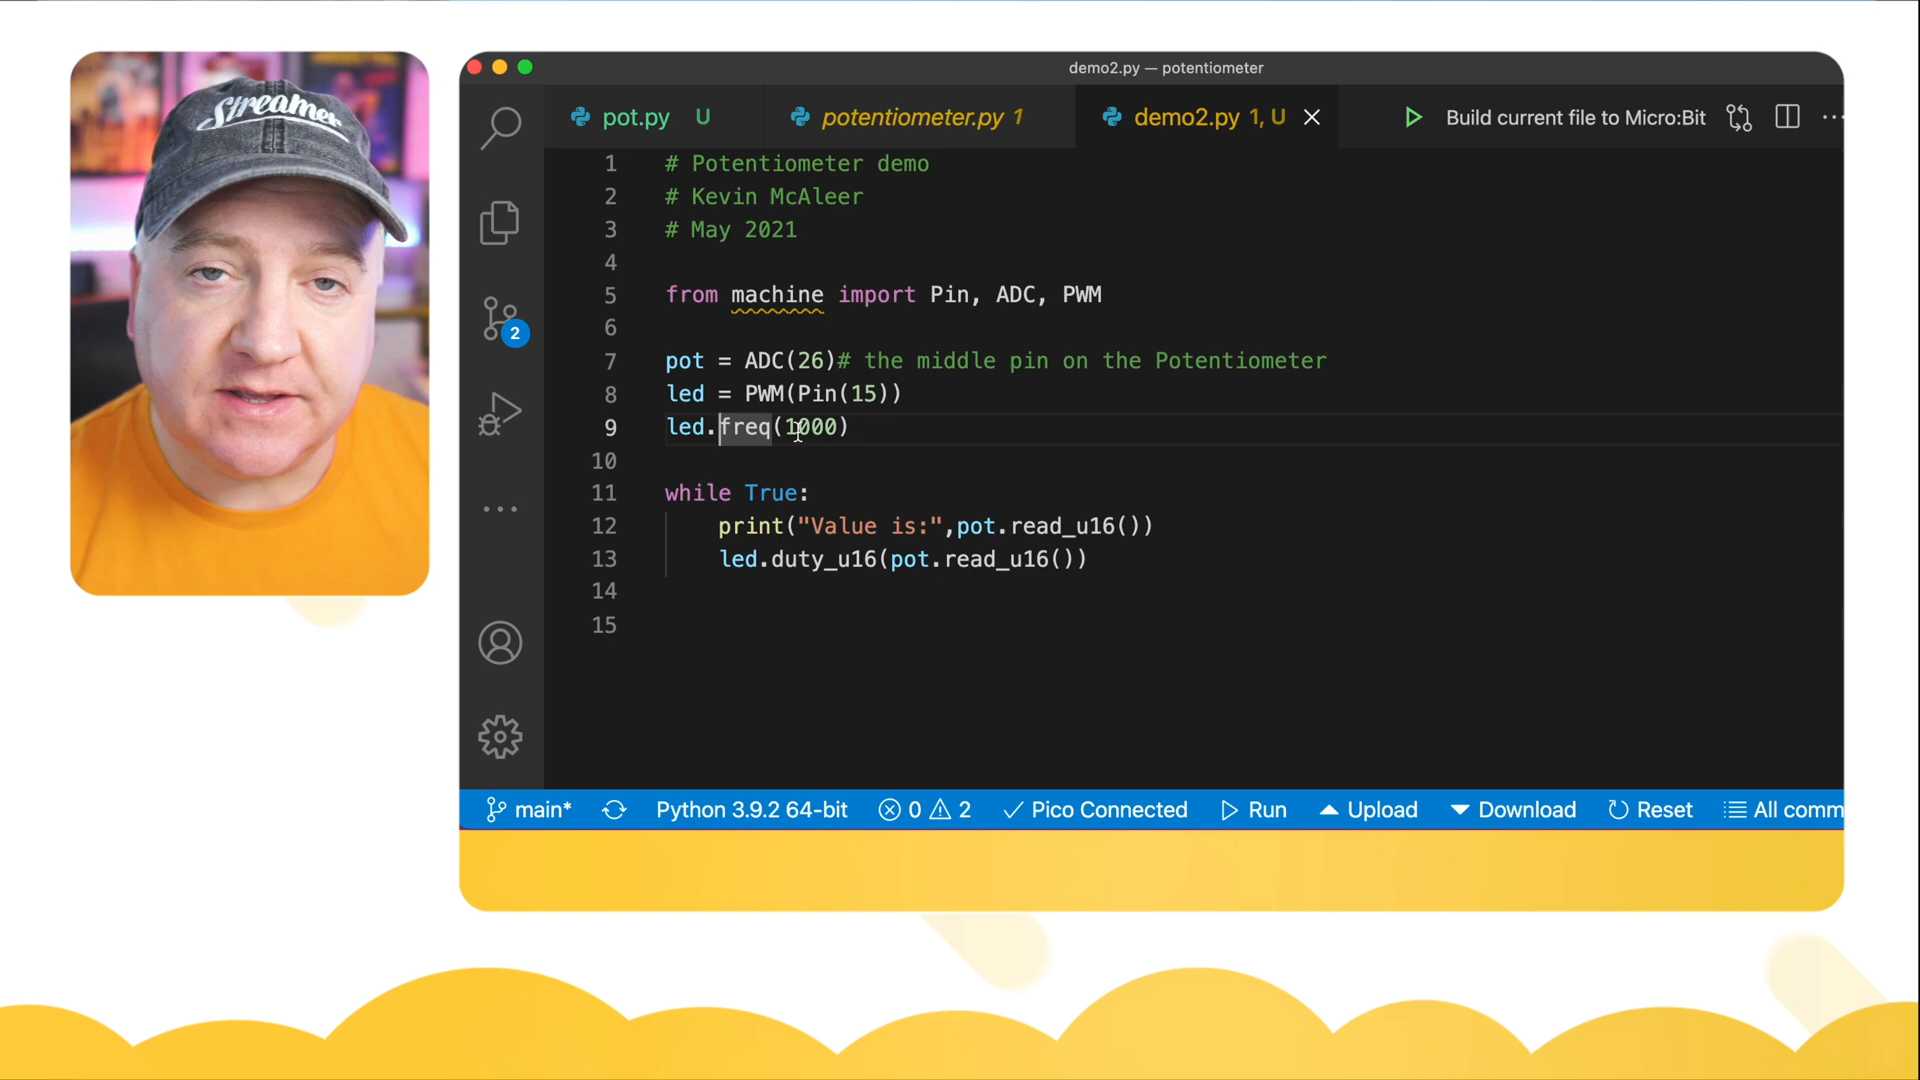 Streamer
demo2.py — potentiometer
pot.py U
potentiometer.py 1
demo2.py 1, U
Build current file to Micro:Bit
1 # Potentiometer demo
2 # Kevin McAleer
3 # May 2021
4
5 from machine import Pin, ADC, PWM
6
7 pot = ADC(26)# the middle pin on the Potentiometer
8 led = PWM(Pin(15))
9 led.freq(1000)
10
11 while True:
12 print("Value is:",pot.read_u16())
13 led.duty_u16(pot.read_u16())
14
15
2
main* Python 3.9.2 64-bit 0 2 Pico Connected Run Upload Download Reset All comm